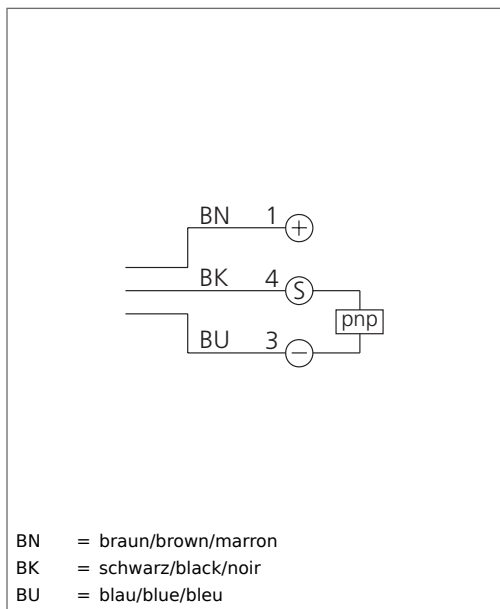 BN 1 +
BK 4 S
pnp
BU 3 −
BN = braun/brown/marron
BK = schwarz/black/noir
BU = blau/blue/bleu